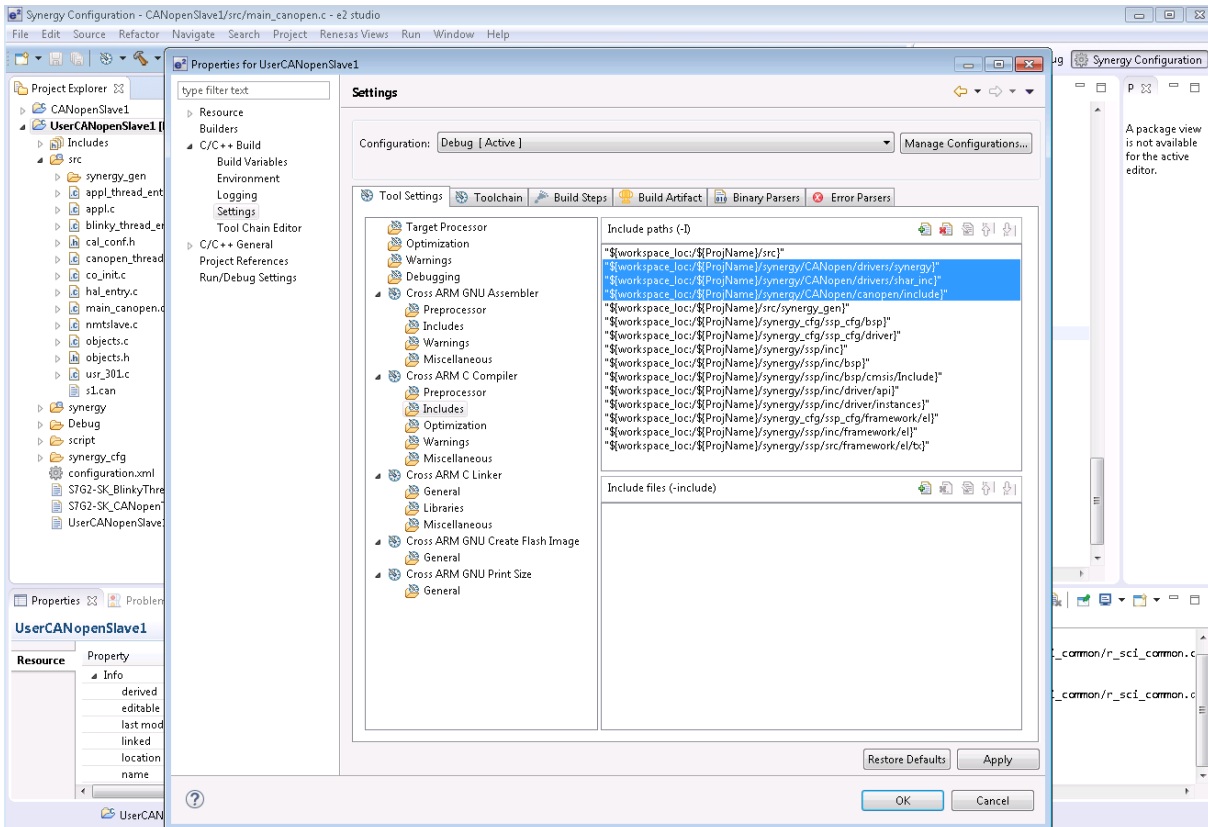 Synergy Configuration - CANopenSlave1/src/main_canopen.c - e2 studio
File Edit Source Refactor Navigate Search Project Renesas Views Run Window Help
Synergy Configuration
Project Explorer
CANopenSlave1
UserCANopenSlave1
Includes
src
synergy_gen
appl_thread_ent
appl.c
blinky_thread_er
cal_conf.h
canopen_thread
co_init.c
hal_entry.c
main_canopen.c
nmtslave.c
objects.c
objects.h
usr_301.c
s1.can
synergy
Debug
script
synergy_cfg
configuration.xml
S7G2-SK_BlinkyThre
S7G2-SK_CANopenT
UserCANopenSlave1
Properties for UserCANopenSlave1
type filter text
Resource
Builders
C/C++ Build
Build Variables
Environment
Logging
Settings
Tool Chain Editor
C/C++ General
Project References
Run/Debug Settings
Settings
Configuration: Debug [ Active ]
Manage Configurations...
Tool Settings Toolchain Build Steps Build Artifact Binary Parsers Error Parsers
Target Processor
Optimization
Warnings
Debugging
Cross ARM GNU Assembler
Preprocessor
Includes
Warnings
Miscellaneous
Cross ARM C Compiler
Preprocessor
Includes
Optimization
Warnings
Miscellaneous
Cross ARM C Linker
General
Libraries
Miscellaneous
Cross ARM GNU Create Flash Image
General
Cross ARM GNU Print Size
General
Include paths (-I)
"${workspace_loc:/${ProjName}/src}"
"${workspace_loc:/${ProjName}/synergy/CANopen/drivers/synergy}"
"${workspace_loc:/${ProjName}/synergy/CANopen/drivers/shar_inc}"
"${workspace_loc:/${ProjName}/synergy/CANopen/canopen/include}"
"${workspace_loc:/${ProjName}/src/synergy_gen}"
"${workspace_loc:/${ProjName}/synergy_cfg/ssp_cfg/bsp}"
"${workspace_loc:/${ProjName}/synergy_cfg/ssp_cfg/driver}"
"${workspace_loc:/${ProjName}/synergy/ssp/inc}"
"${workspace_loc:/${ProjName}/synergy/ssp/inc/bsp}"
"${workspace_loc:/${ProjName}/synergy/ssp/inc/bsp/cmsis/Include}"
"${workspace_loc:/${ProjName}/synergy/ssp/inc/driver/api}"
"${workspace_loc:/${ProjName}/synergy/ssp/inc/driver/instances}"
"${workspace_loc:/${ProjName}/synergy_cfg/ssp_cfg/framework/el}"
"${workspace_loc:/${ProjName}/synergy/ssp/inc/framework/el}"
"${workspace_loc:/${ProjName}/synergy/ssp/src/framework/el/tx}"
Include files (-include)
Restore Defaults Apply
OK Cancel
A package view
is not available
for the active
editor.
Properties Problem
UserCANopenSlave1
Resource
Property
Info
derived
editable
last mod
linked
location
name
UserCAN
i_common/r_sci_common.c
i_common/r_sci_common.c